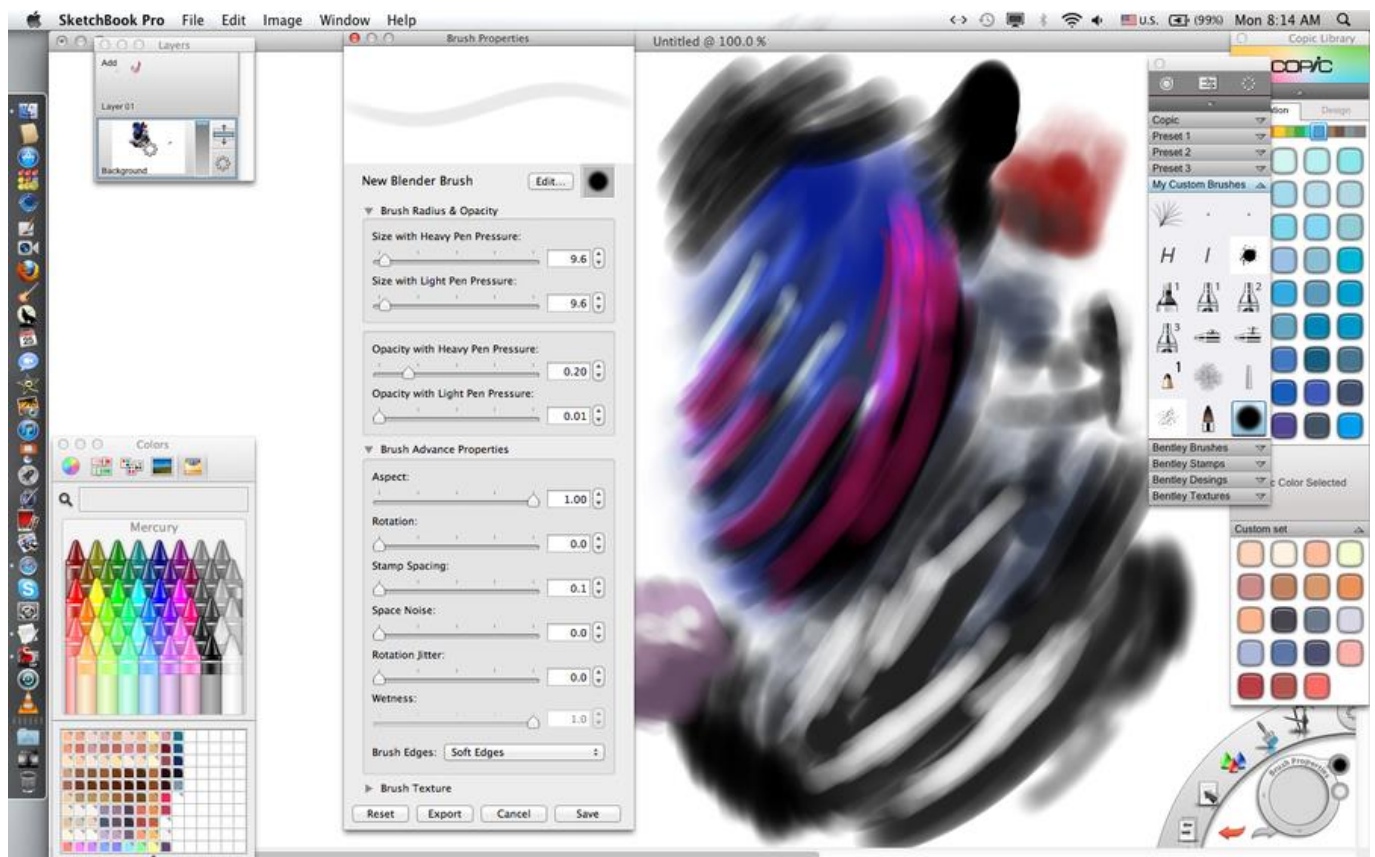 SketchBook Pro File Edit Image Window Help
U.S. (99%) Mon 8:14 AM
Layers
Add
Layer 01
Background
Brush Properties
New Blender Brush
Edit...
Brush Radius & Opacity
Size with Heavy Pen Pressure:
9.6
Size with Light Pen Pressure:
9.6
Opacity with Heavy Pen Pressure:
0.20
Opacity with Light Pen Pressure:
0.01
Brush Advance Properties
Aspect:
1.00
Rotation:
0.0
Stamp Spacing:
0.1
Space Noise:
0.0
Rotation Jitter:
0.0
Wetness:
1.0
Brush Edges: Soft Edges
Brush Texture
Reset Export Cancel Save
Untitled @ 100.0 %
Colors
Mercury
Copic
Preset 1
Preset 2
Preset 3
My Custom Brushes
H I
1 1 2
3
1
Bentley Brushes
Bentley Stamps
Bentley Desings
Bentley Textures
Copic Library
COPIC
Design
Color Selected
Custom set
Brush Properties